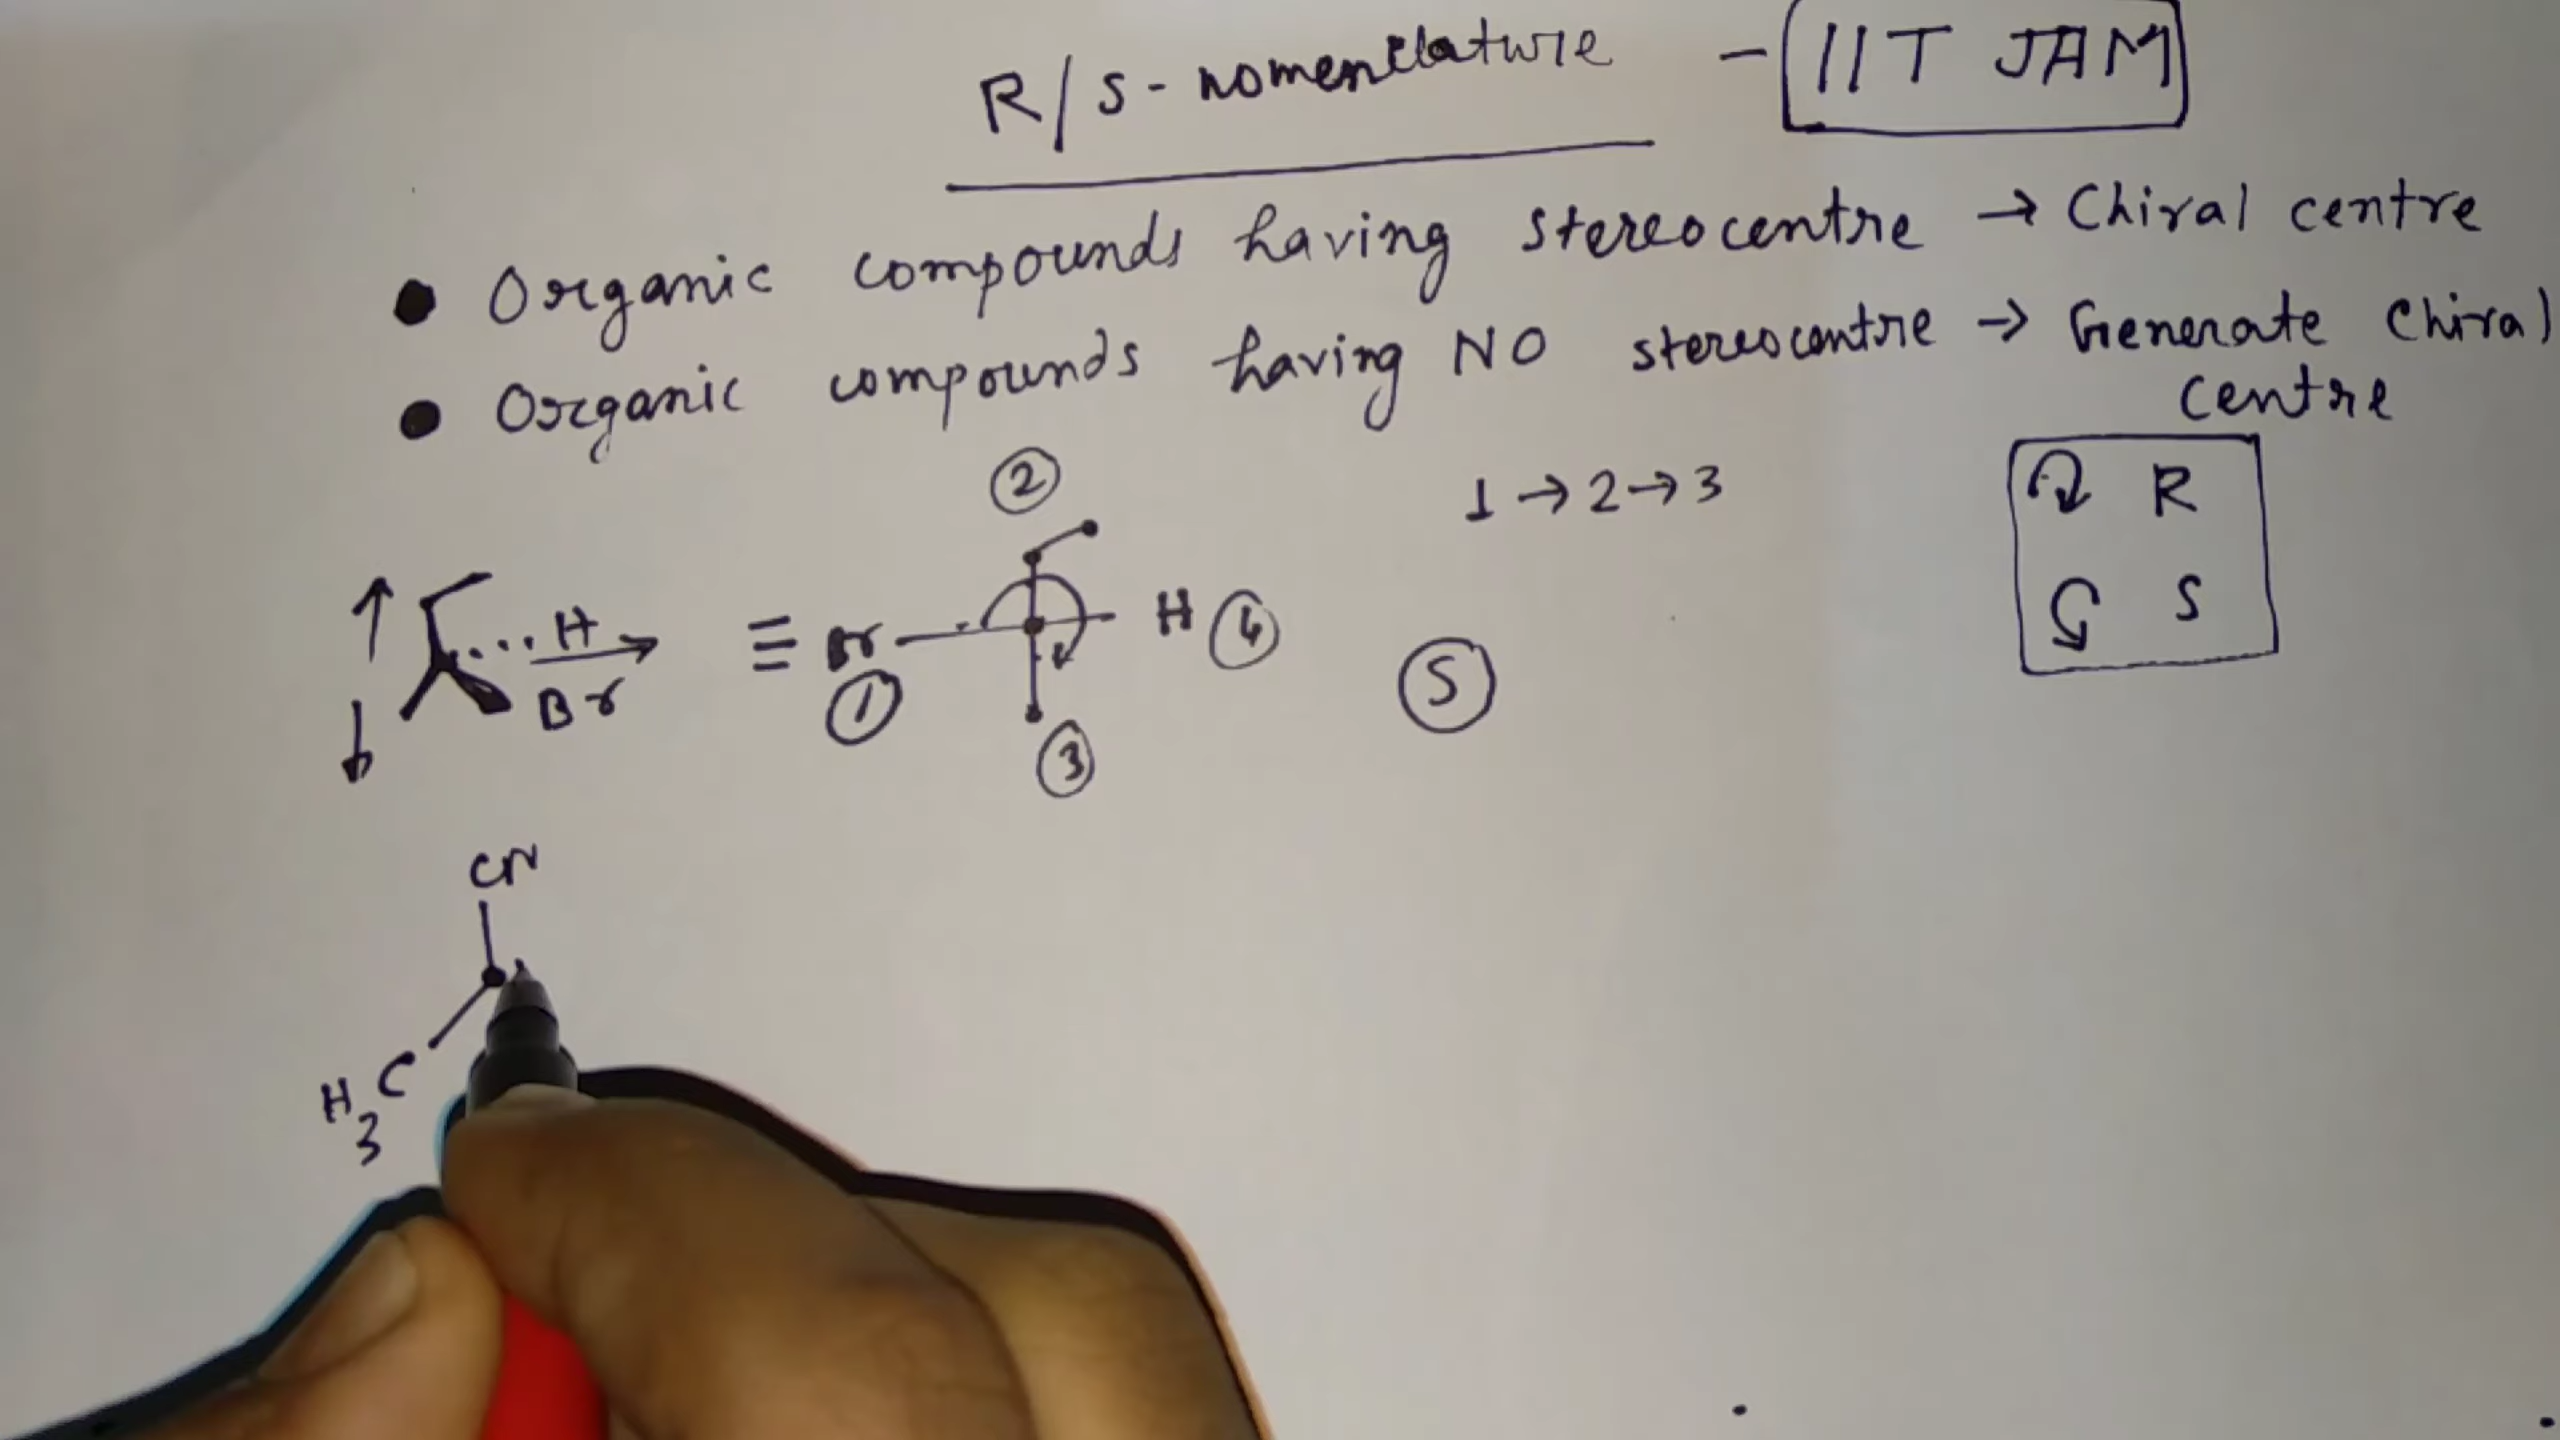 R/S-nomenclature - IIT JAM
• Organic compounds having stereocentre → Chiral centre
• Organic compounds having NO stereocentre → Generate Chiral
centre
② 1→2→3 R
H ≡ Br H ④ S
Br ① S
③
CN
H3C